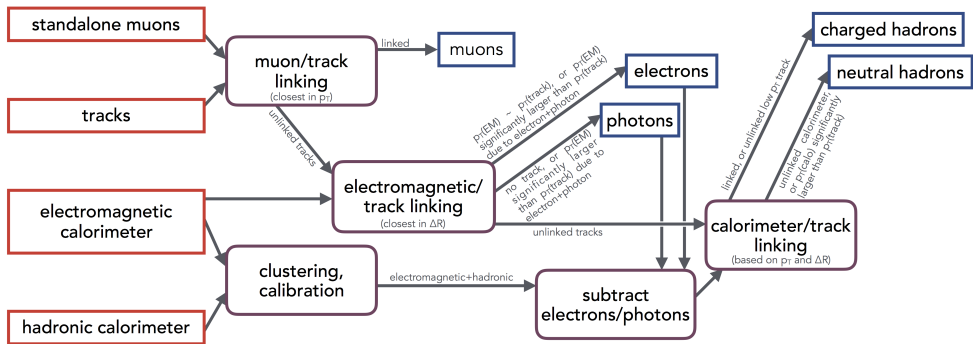 standalone muons
tracks
electromagnetic
calorimeter
hadronic calorimeter
muon/track
linking
(closest in pT)
linked
muons
unlinked tracks
electromagnetic/
track linking
(closest in ΔR)
clustering,
calibration
electromagnetic+hadronic
pT(EM) ~ pT(track), or pT(EM)
significantly larger than pT(track)
due to electron+photon
electrons
no track, or pT(EM)
significantly larger
than pT(track) due to
electron+photon
photons
unlinked tracks
subtract
electrons/photons
calorimeter/track
linking
(based on pT and ΔR)
linked, or unlinked low pT track
charged hadrons
unlinked calorimeter,
or pT(calo) significantly
larger than pT(track)
neutral hadrons